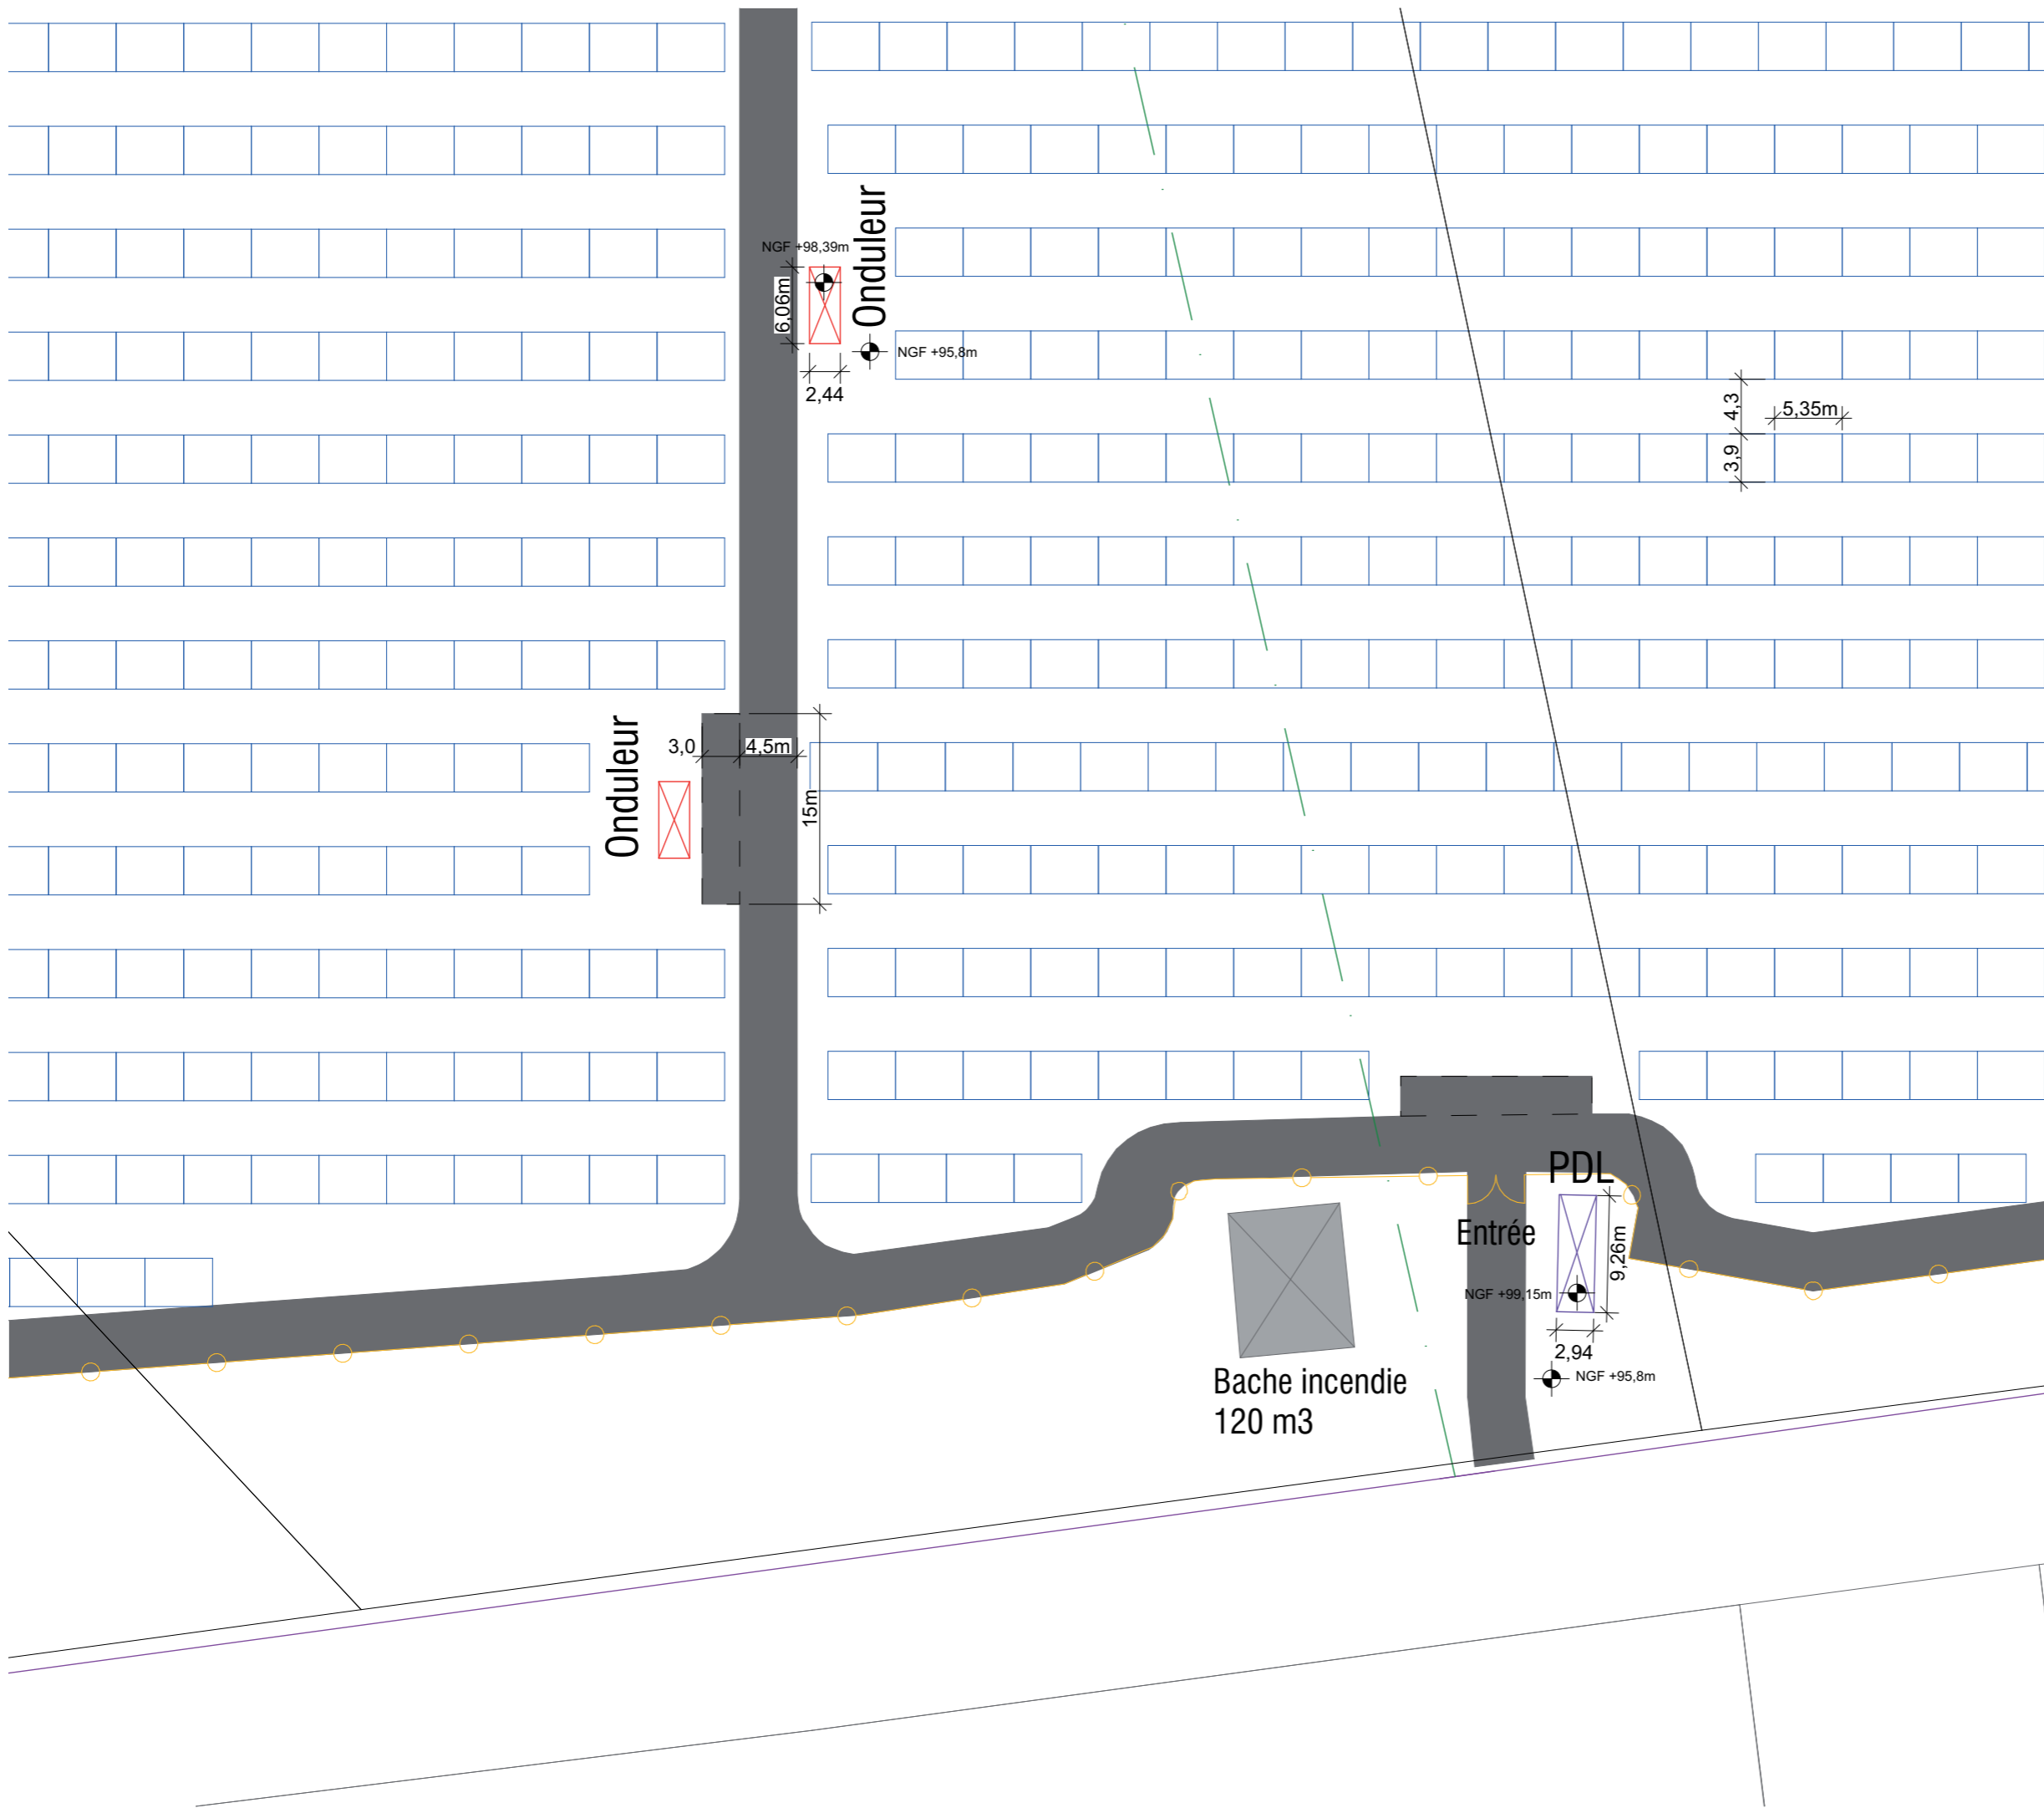 Onduleur
NGF +98,39m
6,06m
NGF +95,8m
2,44
4,3
5,35m
3,9
Onduleur
3,0
4,5m
15m
PDL
Entrée
9,26m
NGF +99,15m
2,94
NGF +95,8m
Bache incendie
120 m3